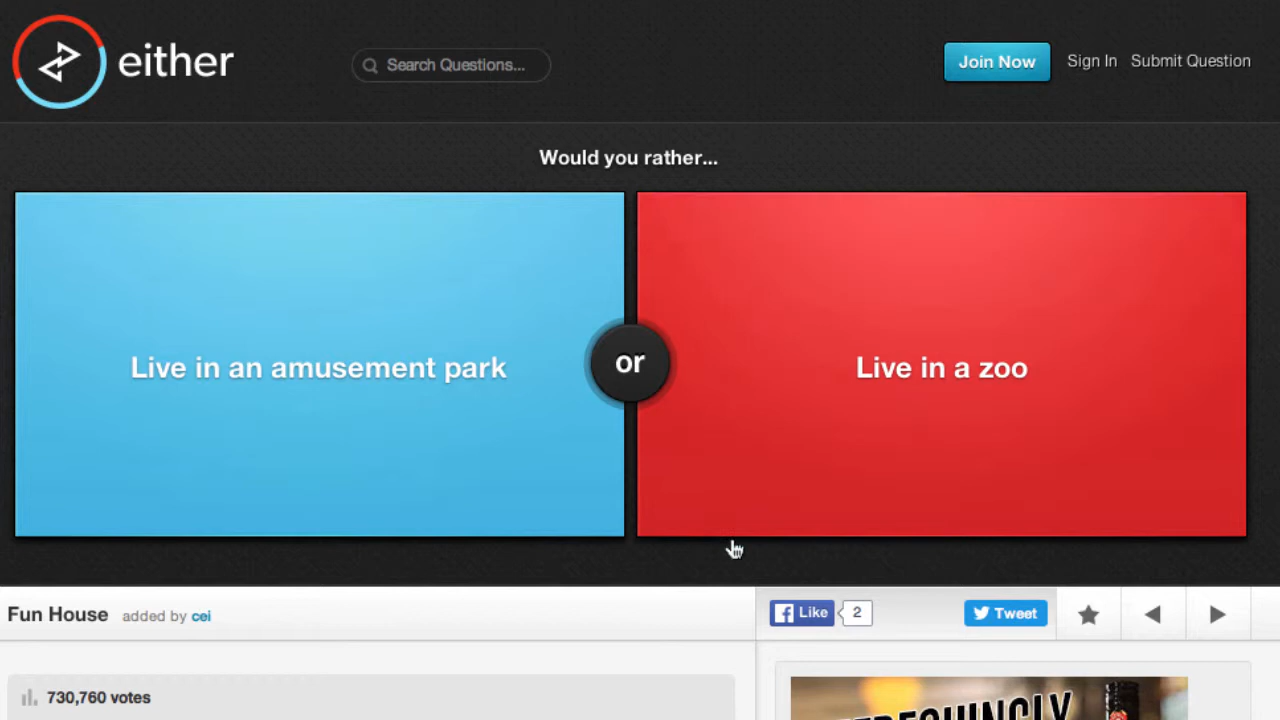 either
Search Questions...
Join Now
Sign In
Submit Question
Would you rather...
Live in an amusement park
or
Live in a zoo
Fun House
added by cei
Like
2
Tweet
730,760 votes